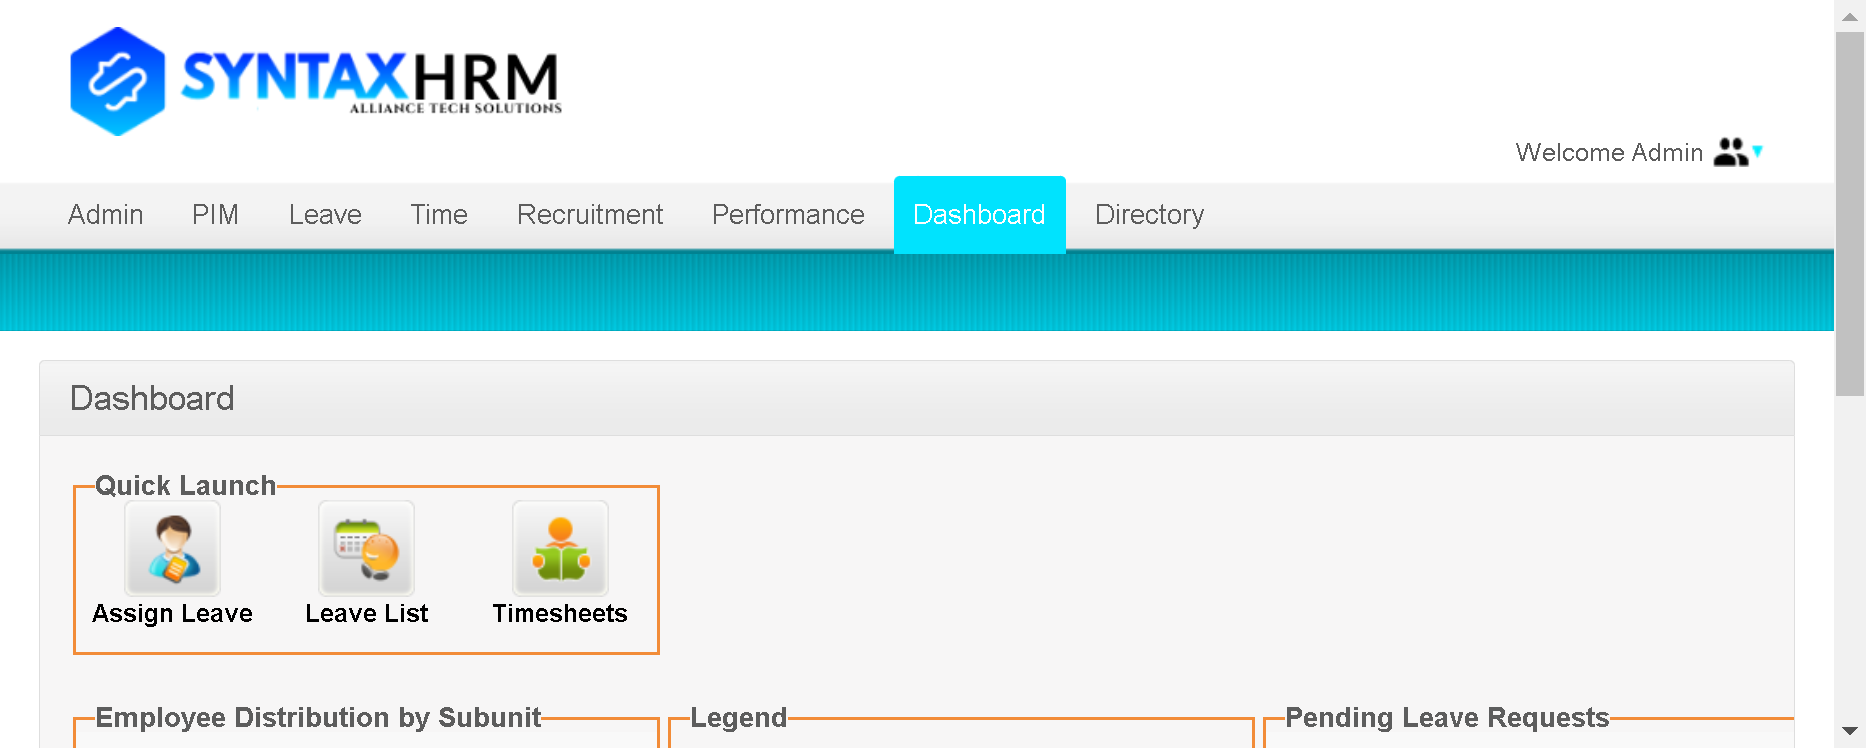 SYNTAXHRM
ALLIANCE TECH SOLUTIONS
Welcome Admin
Admin PIM Leave Time Recruitment Performance Dashboard Directory
Dashboard
Quick Launch
Assign Leave Leave List Timesheets
Employee Distribution by Subunit Legend Pending Leave Requests